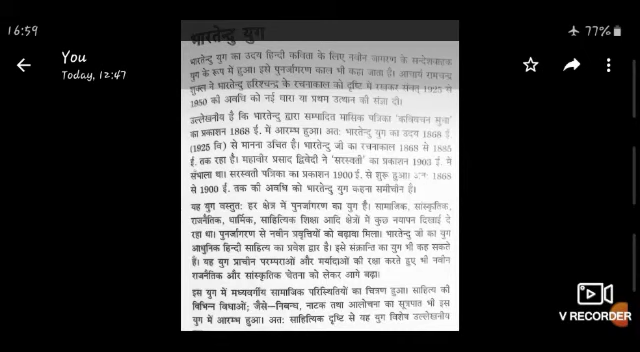 16:59
77%
You
Today, 12:47
भारतेन्दु युग
भारतेन्दु युग का उदय हिन्दी कविता के लिए नवीन जागरण के सन्देशवाहक
युग के रूप में हुआ। इसे पुनर्जागरण काल भी कहा जाता है। आचार्य रामचन्द्र
शुक्ल ने भारतेन्दु हरिश्चन्द्र के रचनाकाल को दृष्टि में रखकर संवत् 1925 से
1950 की अवधि को नई धारा या प्रथम उत्थान की संज्ञा दी।
उल्लेखनीय है कि भारतेन्दु द्वारा सम्पादित मासिक पत्रिका 'कविवचन सुधा'
का प्रकाशन 1868 ई. में आरम्भ हुआ। अतः भारतेन्दु युग का उदय 1868 ई.
(1925 वि) से मानना उचित है। भारतेन्दु जी का रचनाकाल 1868 से 1885
ई. तक रहा है। महावीर प्रसाद द्विवेदी ने 'सरस्वती' का प्रकाशन 1903 ई. में
संभाला था। सरस्वती पत्रिका का प्रकाशन 1900 ई. से शुरू हुआ। अतः 1868
से 1900 ई. तक की अवधि को भारतेन्दु युग कहना समीचीन है।
यह युग वस्तुतः हर क्षेत्र में पुनर्जागरण का युग है। सामाजिक, सांस्कृतिक,
राजनैतिक, धार्मिक, साहित्यिक शिक्षा आदि क्षेत्रों में कुछ नयापन दिखाई दे
रहा था। पुनर्जागरण से नवीन प्रवृत्तियों को बढ़ावा मिला। भारतेन्दु जी का युग
आधुनिक हिन्दी साहित्य का प्रवेश द्वार है। इसे संक्रान्ति का युग भी कह सकते
हैं। यह युग प्राचीन परम्पराओं और मर्यादाओं की रक्षा करते हुए भी नवीन
राजनैतिक और सांस्कृतिक चेतना को लेकर आगे बढ़ा।
इस युग में मध्यवर्गीय सामाजिक परिस्थितियों का चित्रण हुआ। साहित्य की
विभिन्न विधाओं; जैसे–निबन्ध, नाटक तथा आलोचना का सूत्रपात भी इस
युग में आरम्भ हुआ। अतः साहित्यिक दृष्टि से यह युग विशेष उल्लेखनीय
V RECORDER